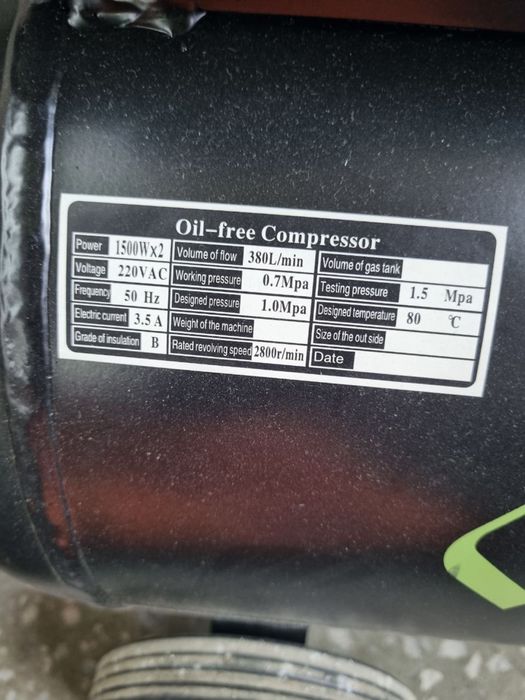 Oil-free Compressor
Power 1500Wx2 Volume of flow 380L/min Volume of gas tank
Voltage 220VAC Working pressure 0.7Mpa Testing pressure 1.5 Mpa
Frequency 50 Hz Designed pressure 1.0Mpa Designed temperature 80 °C
Electric current 3.5 A Weight of the machine Size of the out side
Grade of insulation B Rated revolving speed 2800r/min Date